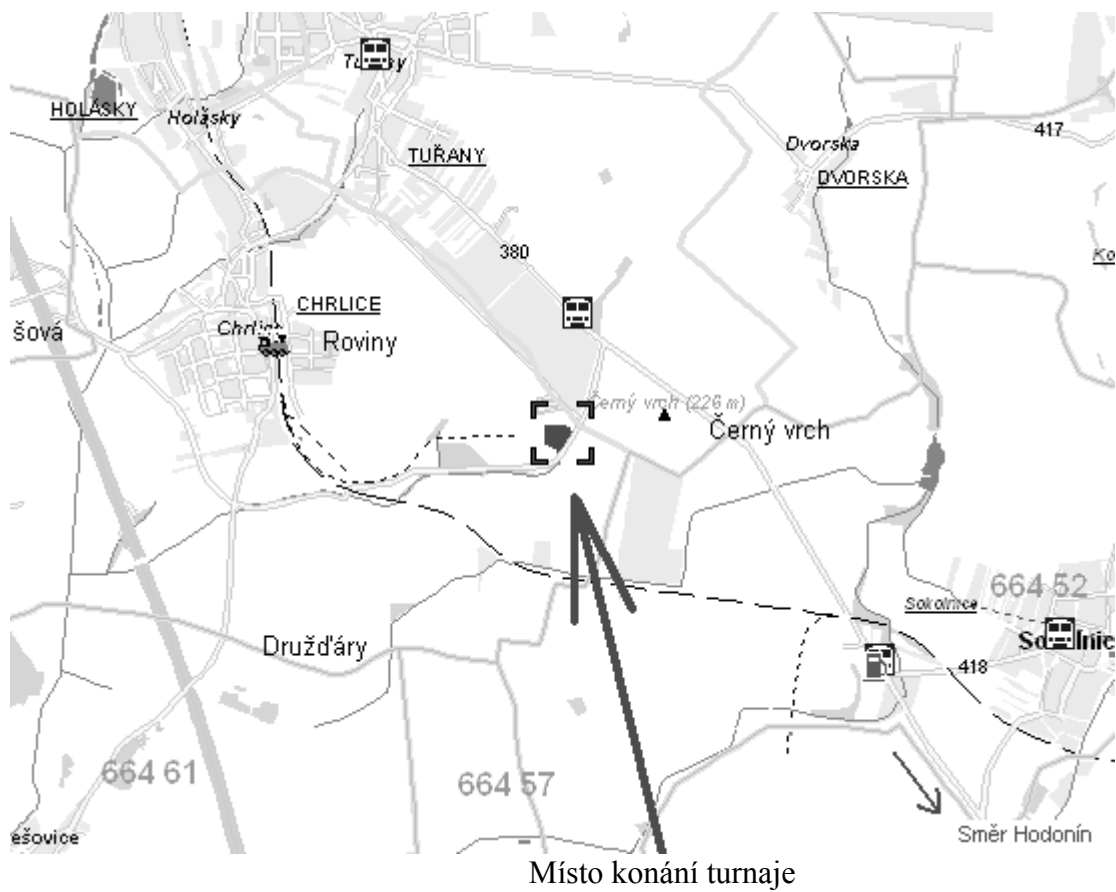 HOLÁSKY
Holásky
TUŘANY
417
Dvorska
DVORSKA
380
CHRLICE
šová
Roviny
Černý vrch (226 m)
Černý vrch
664 52
Sokolnice
Družďáry
418
664 61
664 57
ešovice
Směr Hodonín
Místo konání turnaje